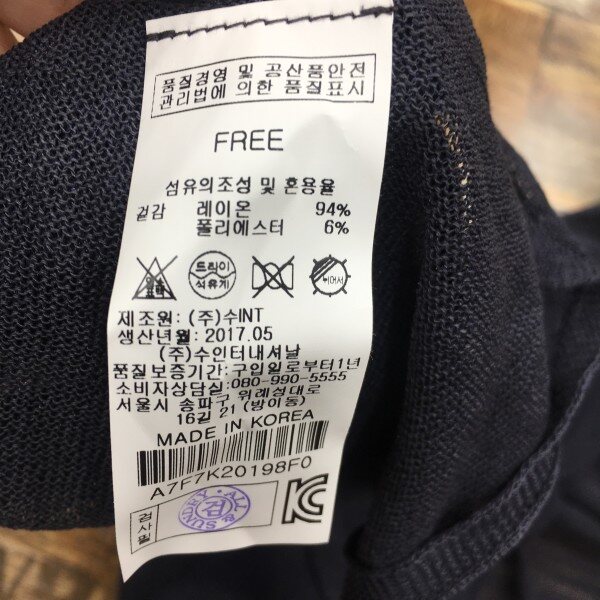 품질경영 및 공산품안전
관리법에 의한 품질표시
FREE
섬유의조성 및 혼용율
겉감 레이온 94%
폴리에스터 6%
드라이
석유계
제조원: (주)수INT
생산년월: 2017.05
(주)수인터내셔날
품질보증기간: 구입일로부터1년
소비자상담실:080-990-5555
서울시 송파구 위례성대로
16길 21 (방이동)
MADE IN KOREA
A7F7K20198F0
검사필
검